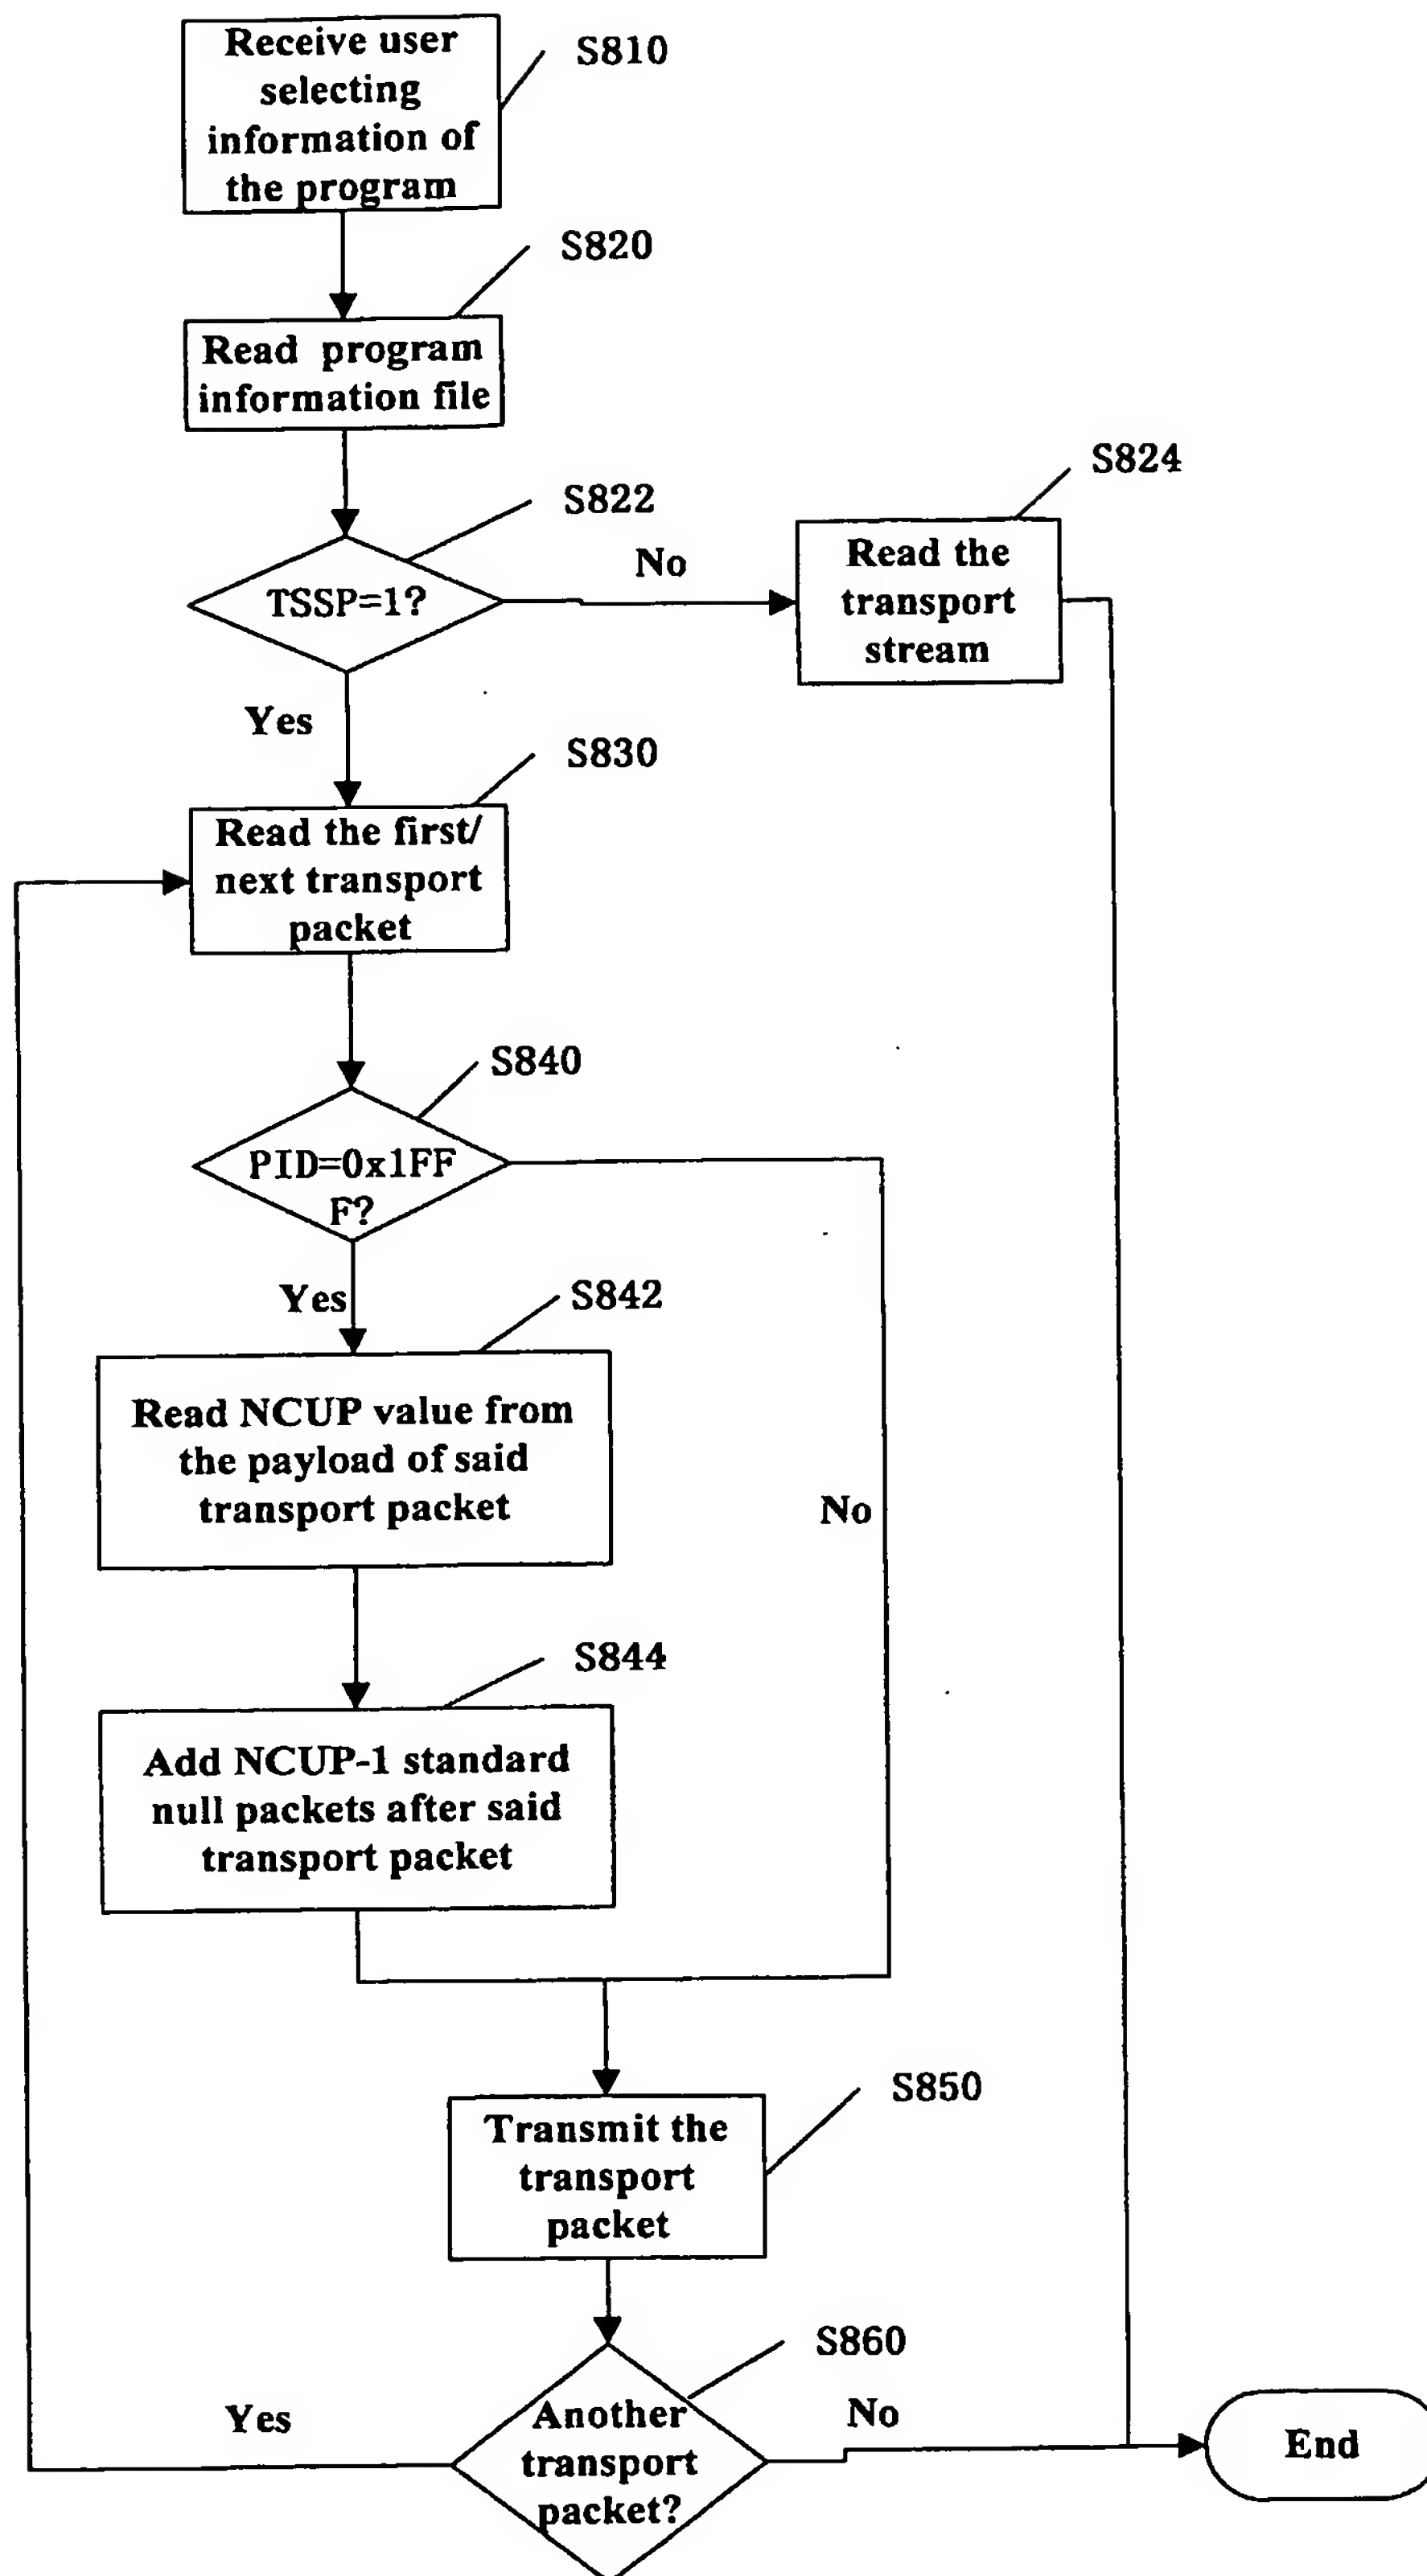 Receive user
selecting
information of
the program
S810
S820
Read program
information file
S822
TSSP=1?
No
S824
Read the
transport
stream
Yes
S830
Read the first/
next transport
packet
S840
PID=0x1FF
F?
Yes
S842
Read NCUP value from
the payload of said
transport packet
No
S844
Add NCUP-1 standard
null packets after said
transport packet
S850
Transmit the
transport
packet
S860
Another
transport
packet?
Yes
No
End